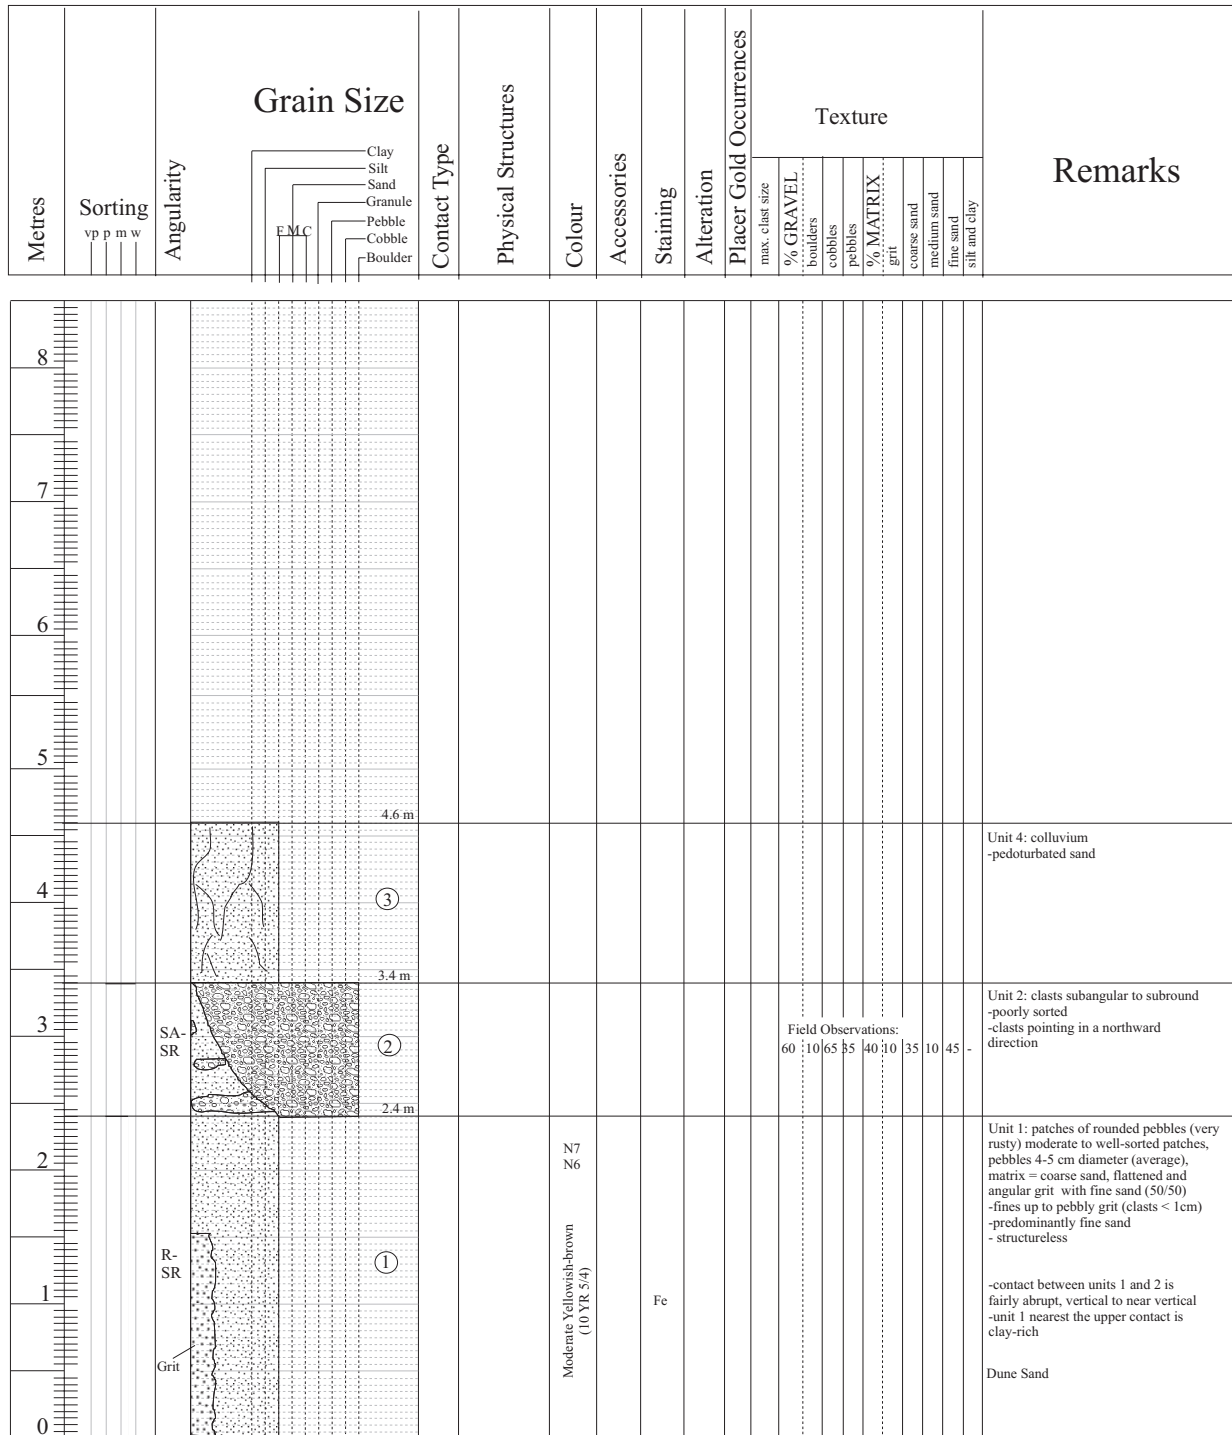 Metres
Sorting
vp p m w
Angularity
Grain Size
Clay
Silt
Sand
Granule
F M C
Pebble
Cobble
Boulder
Contact Type
Physical Structures
Colour
Accessories
Staining
Alteration
Placer Gold Occurrences
Texture
max. clast size
% GRAVEL
boulders
cobbles
pebbles
% MATRIX
grit
coarse sand
medium sand
fine sand
silt and clay
Remarks
8
7
6
5
4.6 m
Unit 4: colluvium
-pedoturbated sand
4
3
3.4 m
Unit 2: clasts subangular to subround
-poorly sorted
-clasts pointing in a northward
direction
3
SA-
SR
2
Field Observations:
60 10 65 35 40 10 35 10 45 -
2.4 m
Unit 1: patches of rounded pebbles (very
rusty) moderate to well-sorted patches,
pebbles 4-5 cm diameter (average),
matrix = coarse sand, flattened and
angular grit with fine sand (50/50)
-fines up to pebbly grit (clasts < 1cm)
-predominantly fine sand
- structureless
2
N7
N6
R-
SR
1
Moderate Yellowish-brown
(10 YR 5/4)
Fe
-contact between units 1 and 2 is
fairly abrupt, vertical to near vertical
-unit 1 nearest the upper contact is
clay-rich
1
Grit
Dune Sand
0